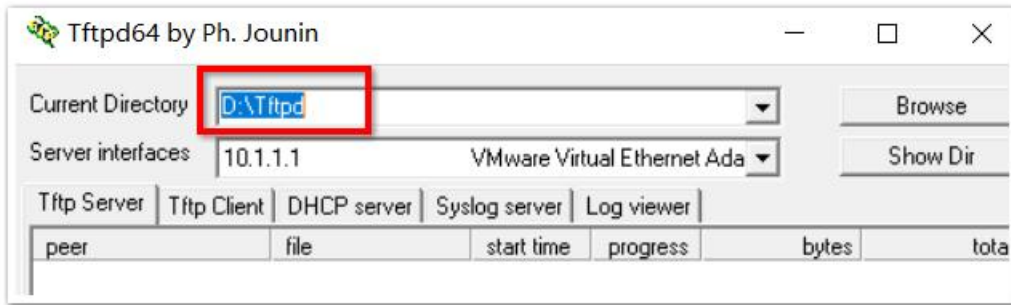 Tftpd64 by Ph. Jounin
Current Directory D:\Tftpd Browse
Server interfaces 10.1.1.1 VMware Virtual Ethernet Ada Show Dir
Tftp Server Tftp Client DHCP server Syslog server Log viewer
peer file start time progress bytes tota